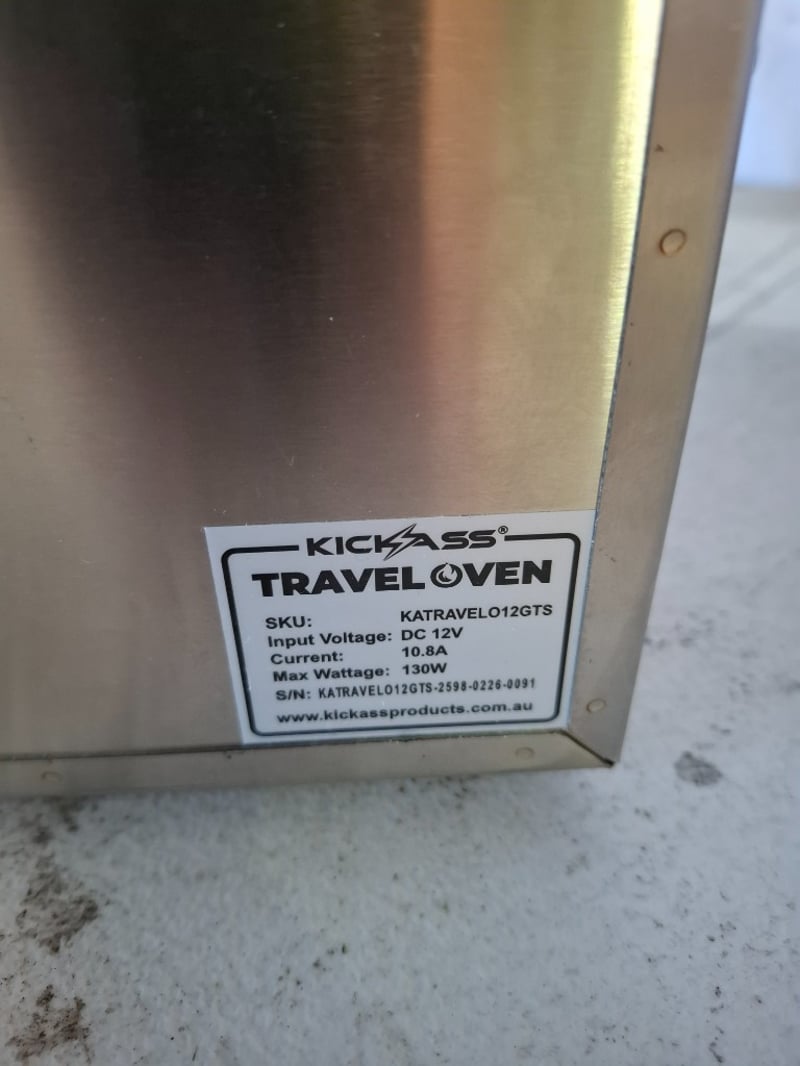 KICKASS®
TRAVEL OVEN
SKU: KATRAVELO12GTS
Input Voltage: DC 12V
Current: 10.8A
Max Wattage: 130W
S/N: KATRAVELO12GTS-2598-0226-0091
www.kickassproducts.com.au